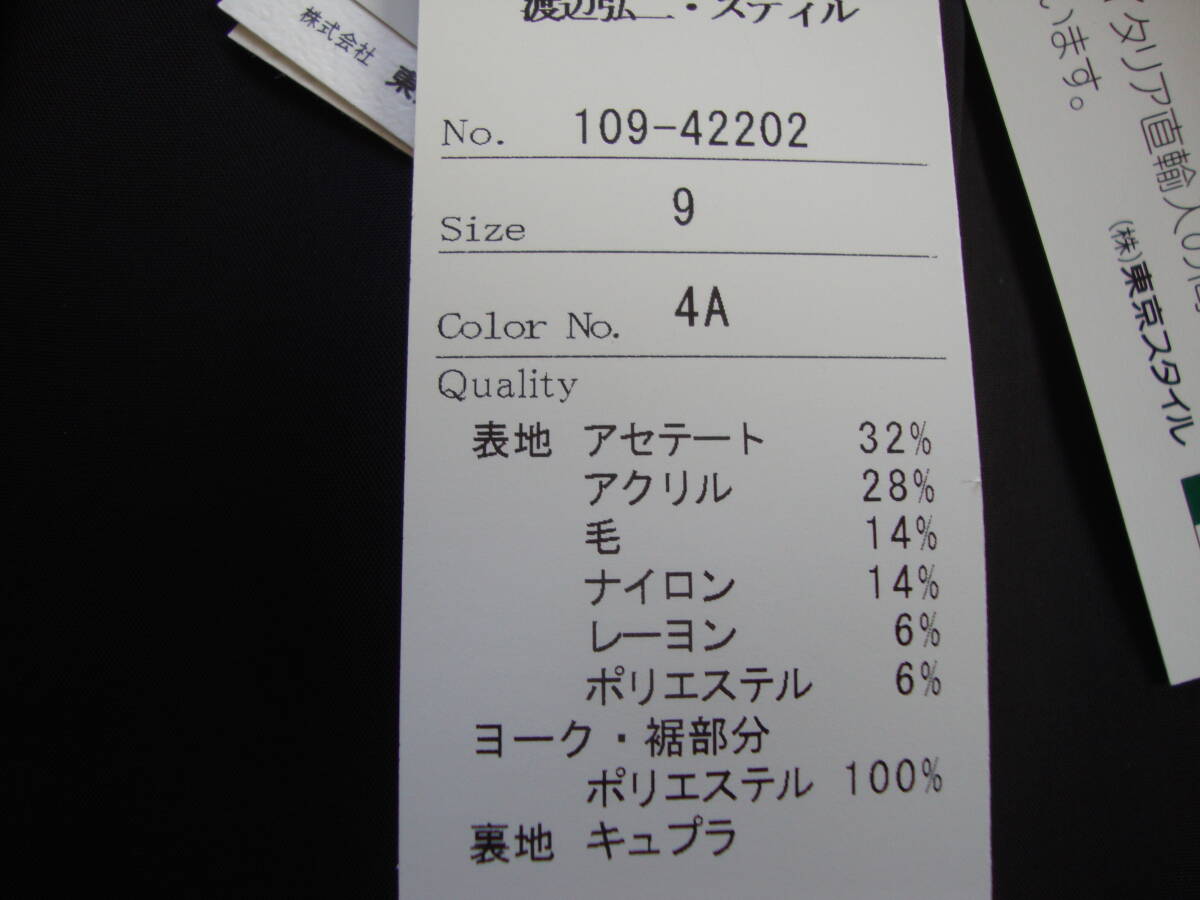 渡辺弘二・スタイル
No. 109-42202
Size 9
Color No. 4A
Quality
表地 アセテート 32%
アクリル 28%
毛 14%
ナイロン 14%
レーヨン 6%
ポリエステル 6%
ヨーク・裾部分
ポリエステル 100%
裏地 キュプラ
株式会社 東
タリア直輸入の
います。
(株)東京スタイル